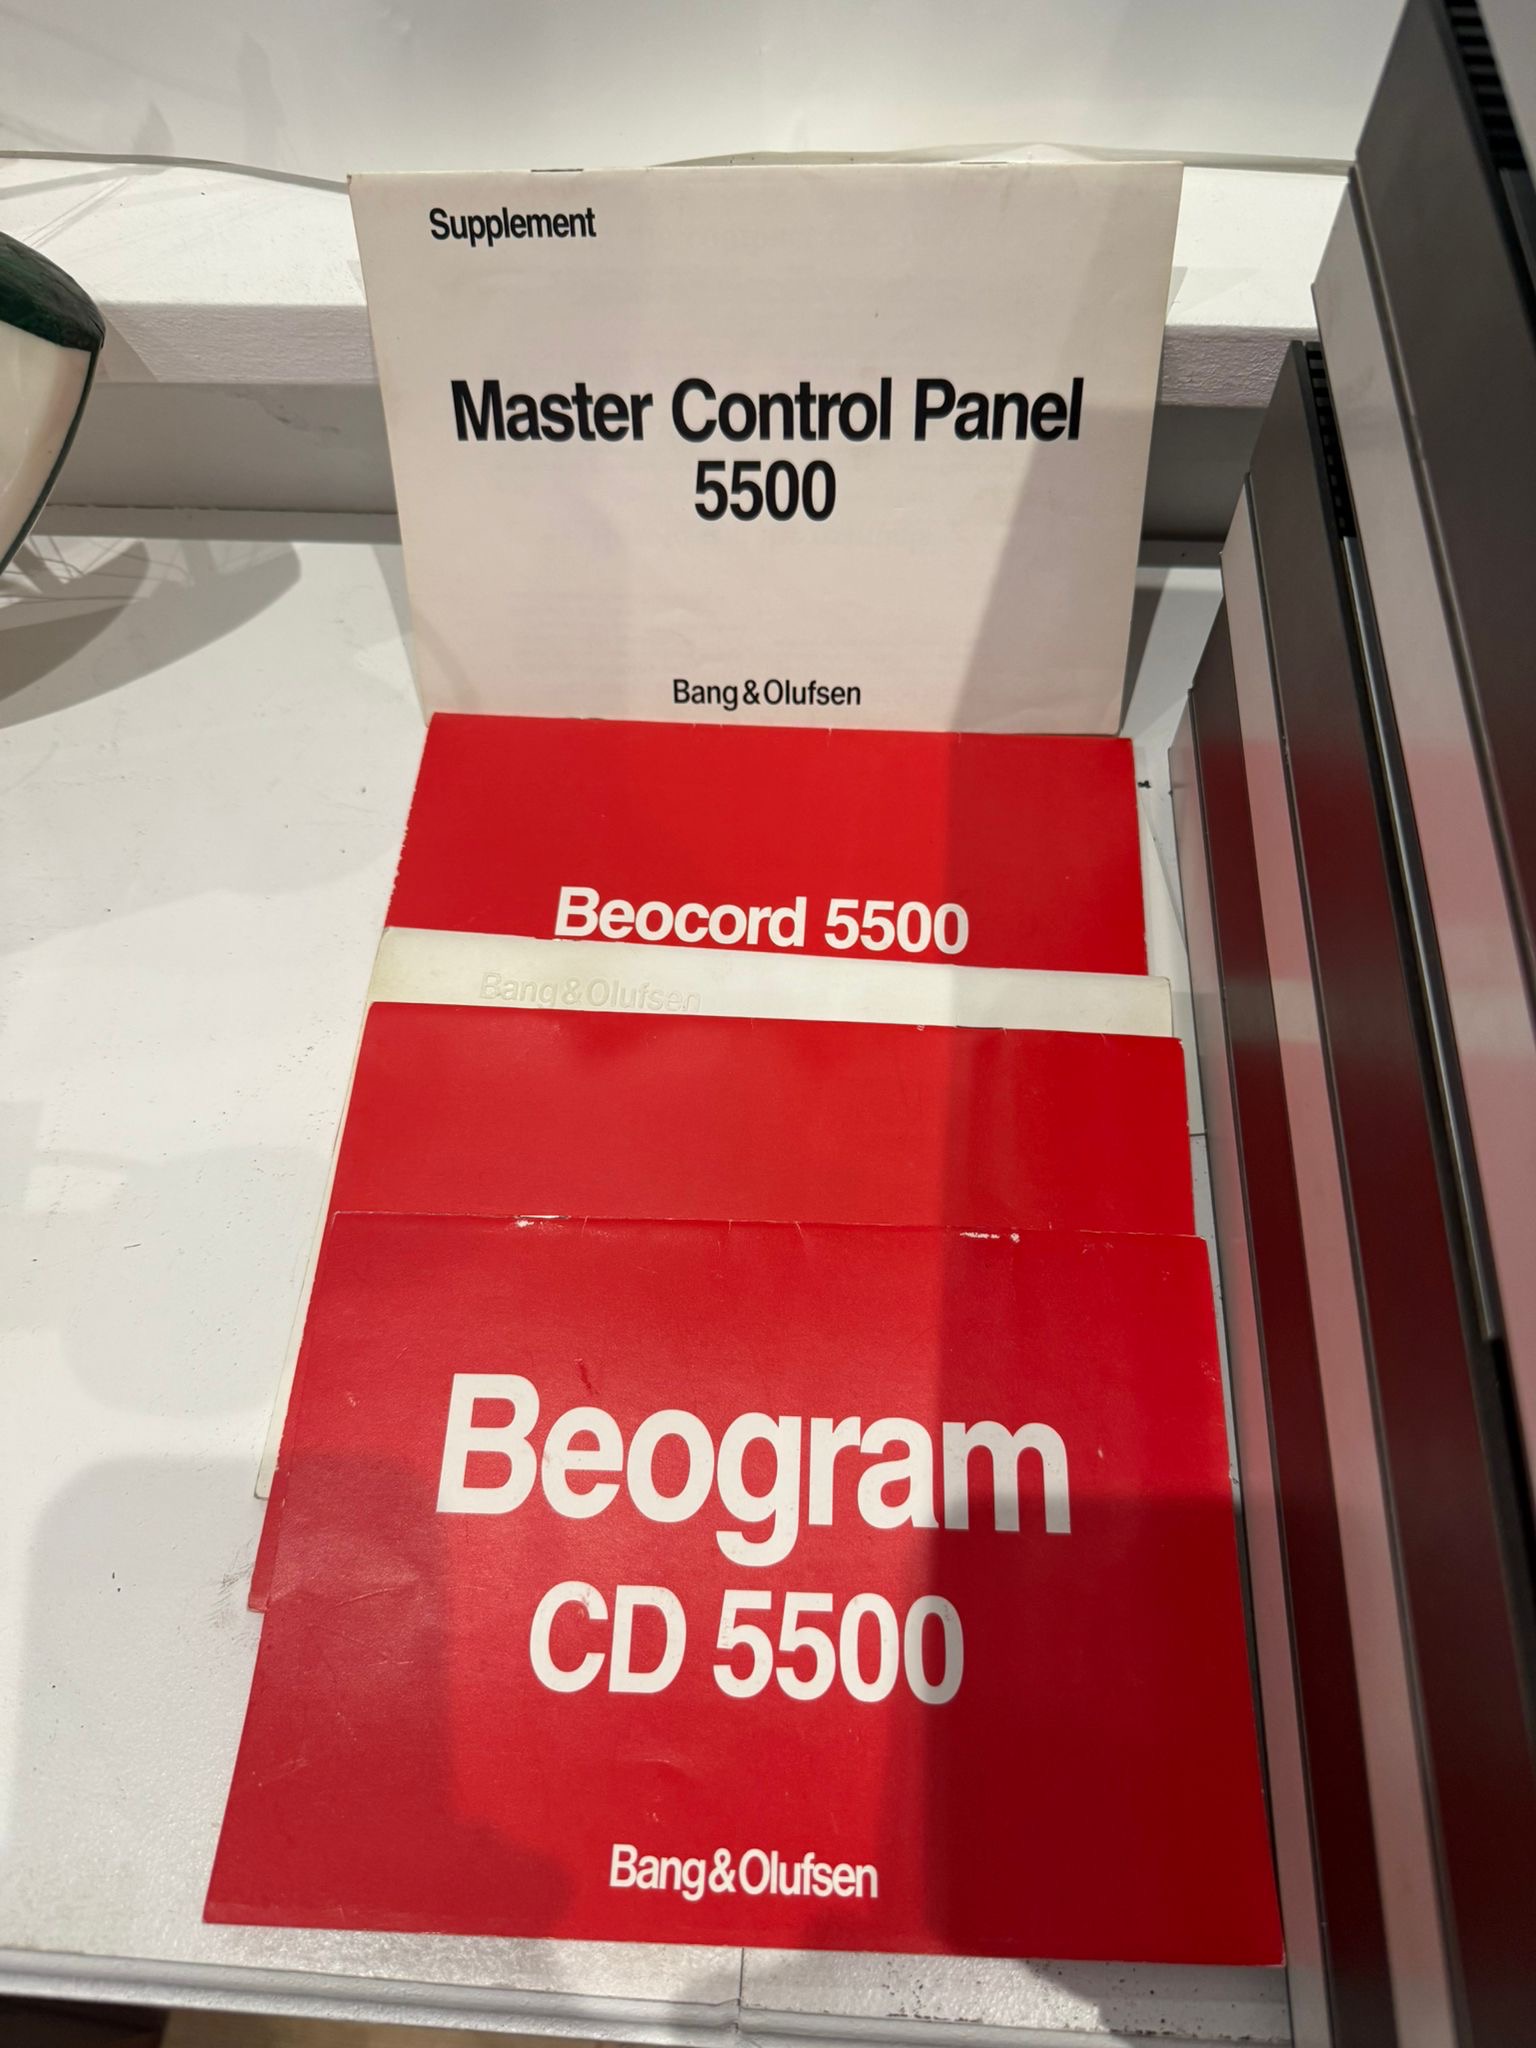 Supplement
Master Control Panel
5500
Bang & Olufsen
Beocord 5500
Bang & Olufsen
Beogram
CD 5500
Bang & Olufsen